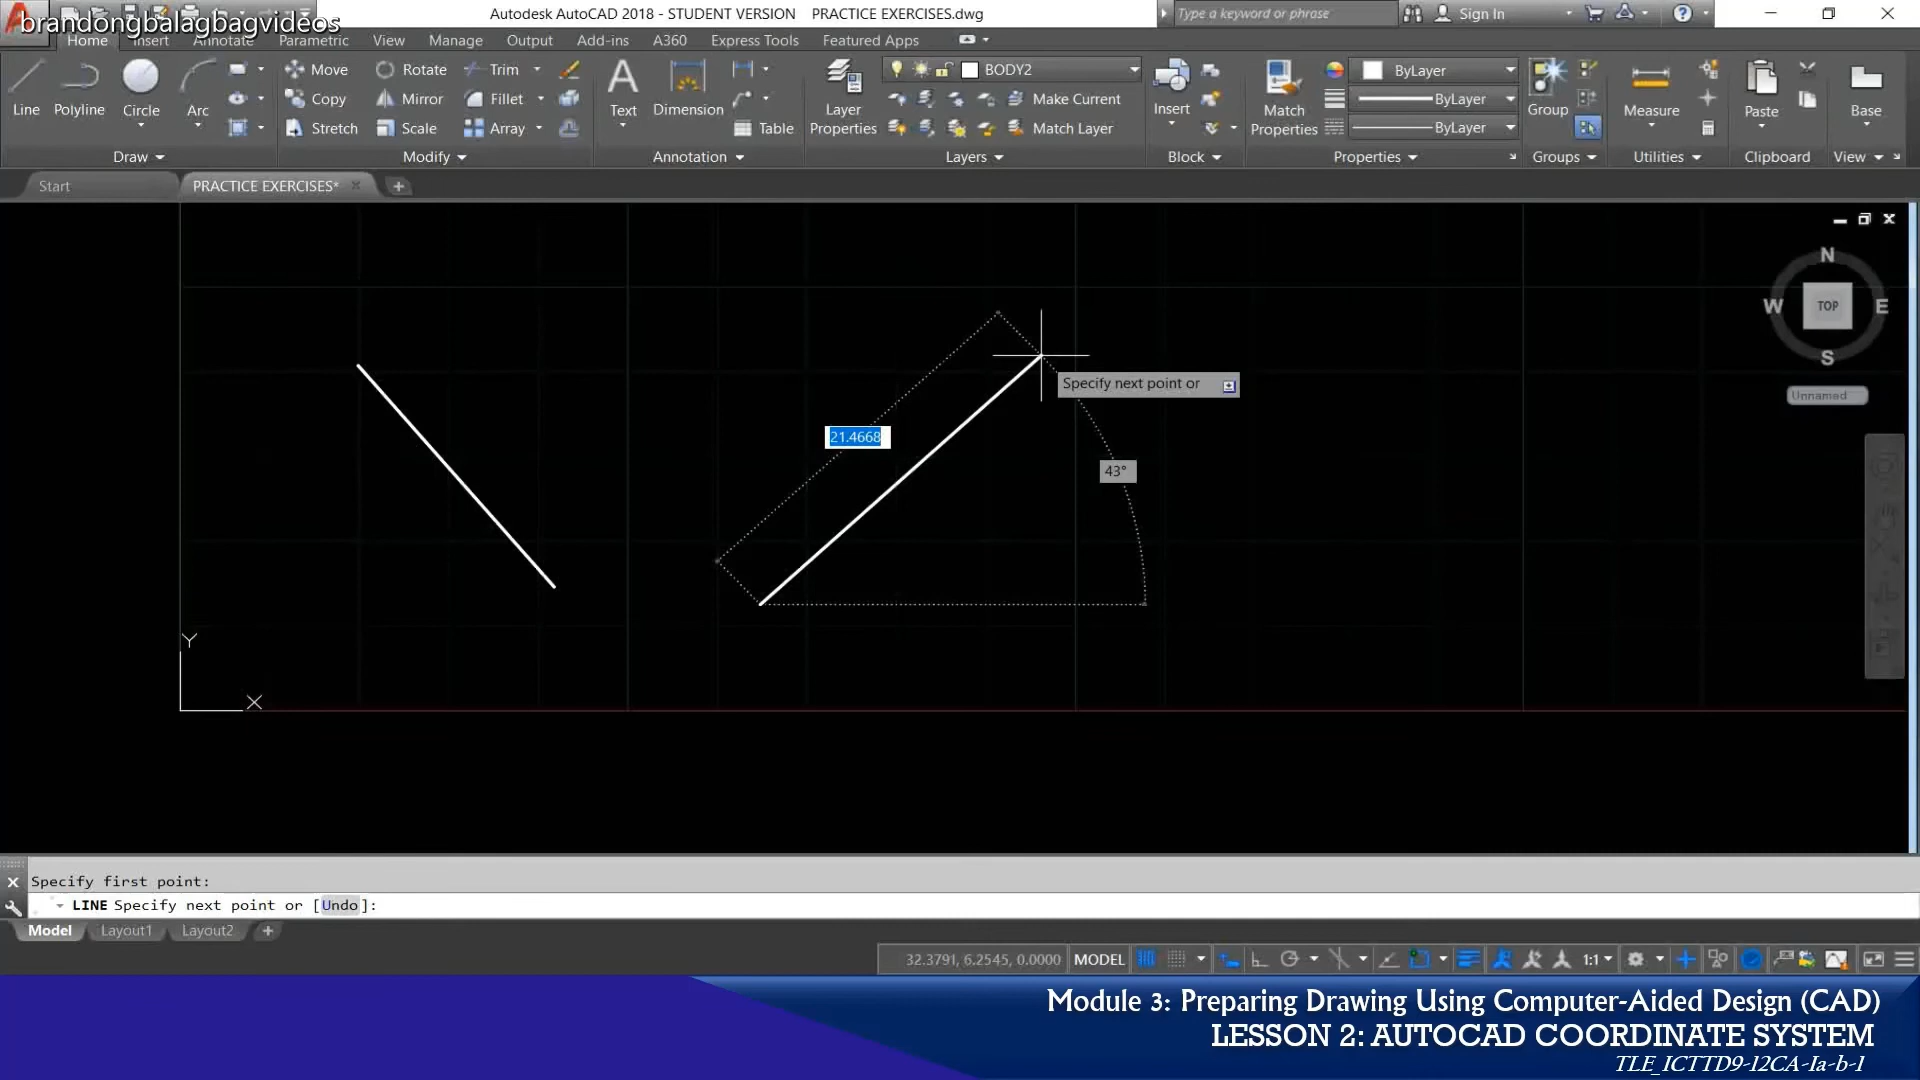 brandongbalagbagvideos
Autodesk AutoCAD 2018 - STUDENT VERSION PRACTICE EXERCISES.dwg
Type a keyword or phrase
Sign In
Home Insert Annotate Parametric View Manage Output Add-ins A360 Express Tools Featured Apps
Line Polyline Circle Arc
Move Rotate Trim
Copy Mirror Fillet
Stretch Scale Array
Text Dimension
Table
Layer Properties
BODY2
Make Current
Match Layer
Insert
Match Properties
ByLayer
ByLayer
ByLayer
Group Measure Paste Base
Draw Modify Annotation Layers Block Properties Groups Utilities Clipboard View
Start PRACTICE EXERCISES*
N
W TOP E
S
Unnamed
Specify next point or
21.4668
43°
Y
X
Specify first point:
LINE Specify next point or [Undo]:
Model Layout1 Layout2
32.3791, 6.2545, 0.0000 MODEL 1:1
Module 3: Preparing Drawing Using Computer-Aided Design (CAD)
LESSON 2: AUTOCAD COORDINATE SYSTEM
TLE_ICTTD9-12CA-Ia-b-1